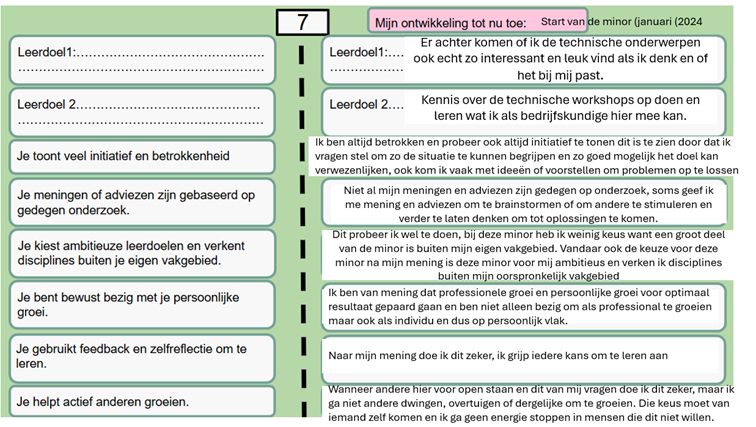 7
Mijn ontwikkeling tot nu toe: Start van de minor (januari (2024
Leerdoel1:……………………………………
……………………………………………………
Leerdoel1:….
Er achter komen of ik de technische onderwerpen
ook echt zo interessant en leuk vind als ik denk en of
het bij mij past.
Leerdoel 2……………………………………
……………………………………………………
Leerdoel 2….
Kennis over de technische workshops op doen en
leren wat ik als bedrijfskundige hier mee kan.
Je toont veel initiatief en betrokkenheid
Ik ben altijd betrokken en probeer ook altijd initiatief te tonen dit is te zien door dat ik
vragen stel om zo de situatie te kunnen begrijpen en zo goed mogelijk het doel kan
verwezenlijken, ook kom ik vaak met ideeën of voorstellen om problemen op te lossen
Je meningen of adviezen zijn gebaseerd op
gedegen onderzoek.
Niet al mijn meningen en adviezen zijn gedegen op onderzoek, soms geef ik
me mening en adviezen om te brainstormen of om andere te stimuleren en
verder te laten denken om tot oplossingen te komen.
Je kiest ambitieuze leerdoelen en verkent
disciplines buiten je eigen vakgebied.
Dit probeer ik wel te doen, bij deze minor heb ik weinig keus want een groot deel
van de minor is buiten mijn eigen vakgebied. Vandaar ook de keuze voor deze
minor na mijn mening is deze minor voor mij ambitieus en verken ik disciplines
buiten mijn oorspronkelijk vakgebied
Je bent bewust bezig met je persoonlijke
groei.
Ik ben van mening dat professionele groei en persoonlijke groei voor optimaal
resultaat gepaard gaan en ben niet alleen bezig om als professional te groeien
maar ook als individu en dus op persoonlijk vlak.
Je gebruikt feedback en zelfreflectie om te
leren.
Naar mijn mening doe ik dit zeker, ik grijp iedere kans om te leren aan
Je helpt actief anderen groeien.
Wanneer andere hier voor open staan en dit van mij vragen doe ik dit zeker, maar ik
ga niet andere dwingen, overtuigen of dergelijke om te groeien. Die keus moet van
iemand zelf komen en ik ga geen energie stoppen in mensen die dit niet willen.